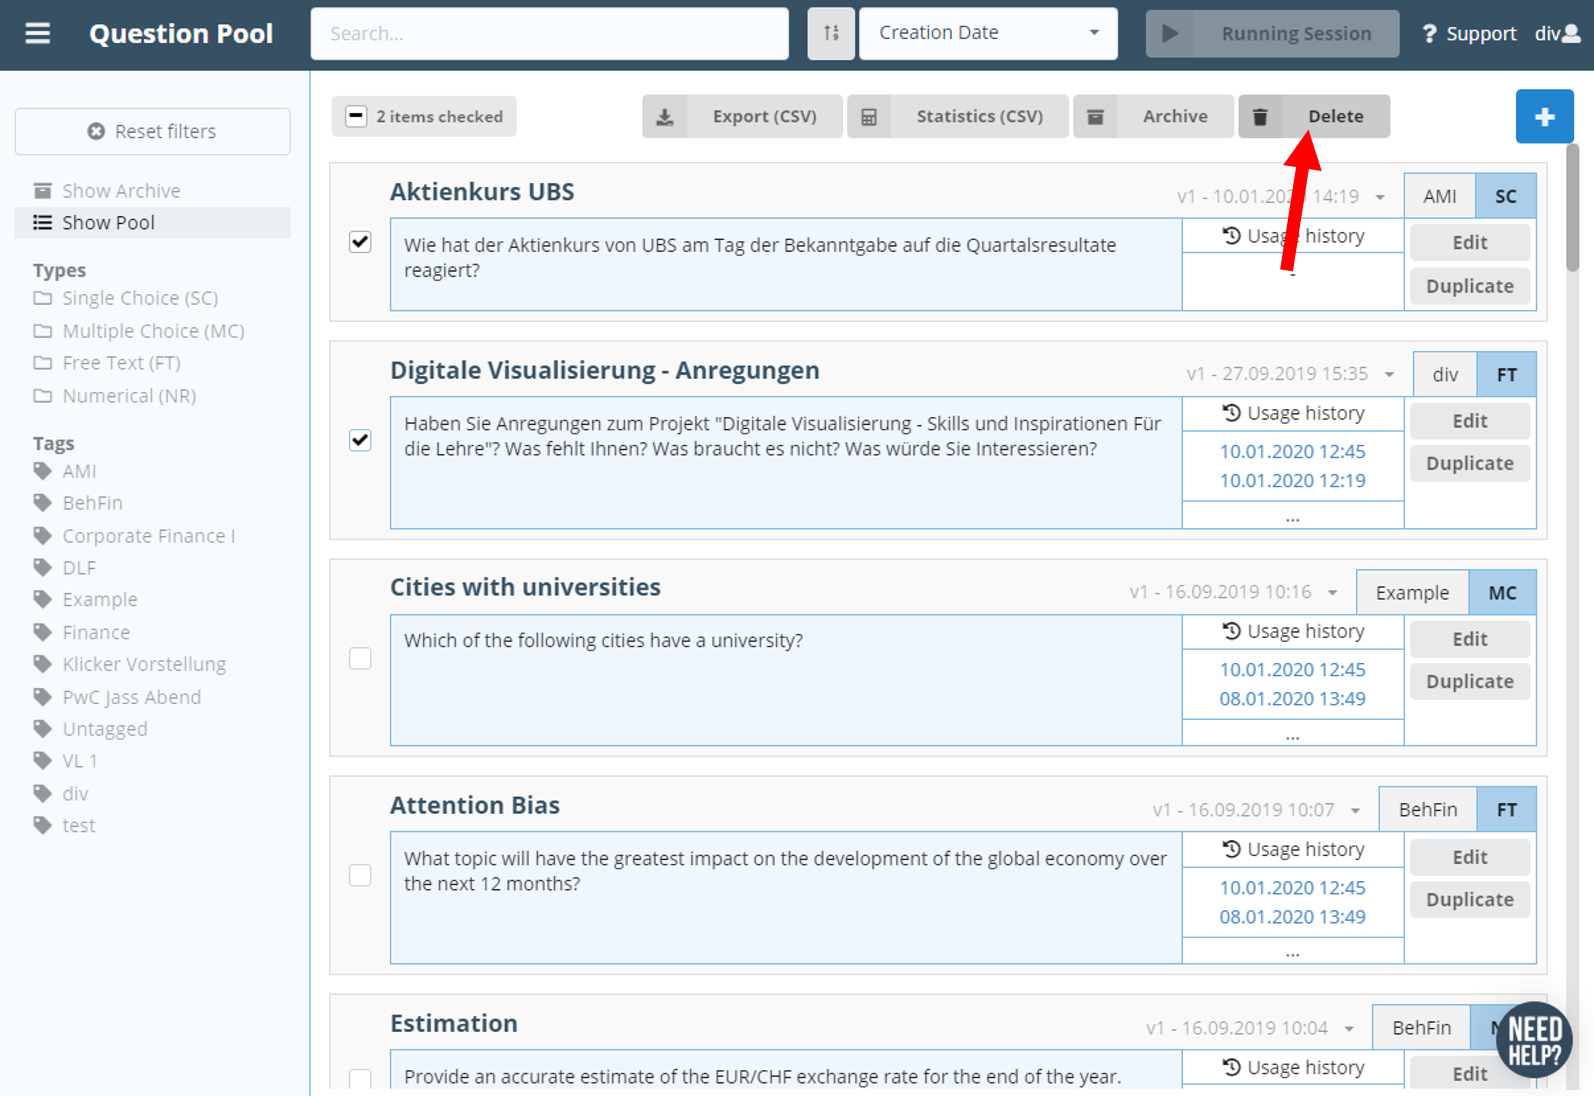 Question Pool
Search...
Creation Date
Running Session
? Support
div
2 items checked
Export (CSV)
Statistics (CSV)
Archive
Delete
Reset filters
Show Archive
Show Pool
Types
Single Choice (SC)
Multiple Choice (MC)
Free Text (FT)
Numerical (NR)
Tags
AMI
BehFin
Corporate Finance I
DLF
Example
Finance
Klicker Vorstellung
PwC Jass Abend
Untagged
VL 1
div
test
Aktienkurs UBS
v1 - 10.01.2020 14:19
AMI
SC
Wie hat der Aktienkurs von UBS am Tag der Bekanntgabe auf die Quartalsresultate
reagiert?
Usage history
-
Edit
Duplicate
Digitale Visualisierung - Anregungen
v1 - 27.09.2019 15:35
div
FT
Haben Sie Anregungen zum Projekt "Digitale Visualisierung - Skills und Inspirationen Für
die Lehre"? Was fehlt Ihnen? Was braucht es nicht? Was würde Sie Interessieren?
Usage history
10.01.2020 12:45
10.01.2020 12:19
...
Edit
Duplicate
Cities with universities
v1 - 16.09.2019 10:16
Example
MC
Which of the following cities have a university?
Usage history
10.01.2020 12:45
08.01.2020 13:49
...
Edit
Duplicate
Attention Bias
v1 - 16.09.2019 10:07
BehFin
FT
What topic will have the greatest impact on the development of the global economy over
the next 12 months?
Usage history
10.01.2020 12:45
08.01.2020 13:49
...
Edit
Duplicate
Estimation
v1 - 16.09.2019 10:04
BehFin
Provide an accurate estimate of the EUR/CHF exchange rate for the end of the year.
Usage history
Edit
NEED
HELP?